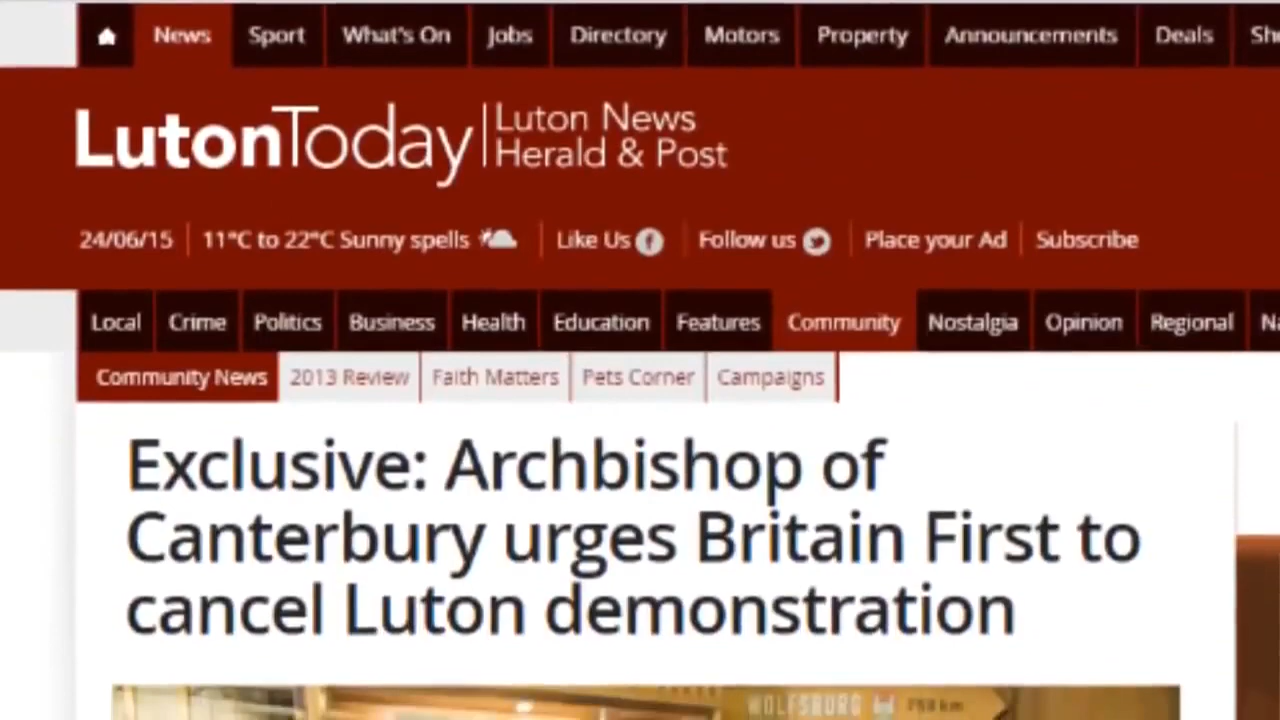 News Sport What's On Jobs Directory Motors Property Announcements Deals
LutonToday Luton News
Herald & Post
24/06/15 11°C to 22°C Sunny spells Like Us Follow us Place your Ad Subscribe
Local Crime Politics Business Health Education Features Community Nostalgia Opinion Regional
Community News 2013 Review Faith Matters Pets Corner Campaigns
Exclusive: Archbishop of
Canterbury urges Britain First to
cancel Luton demonstration
WOLFSBURG